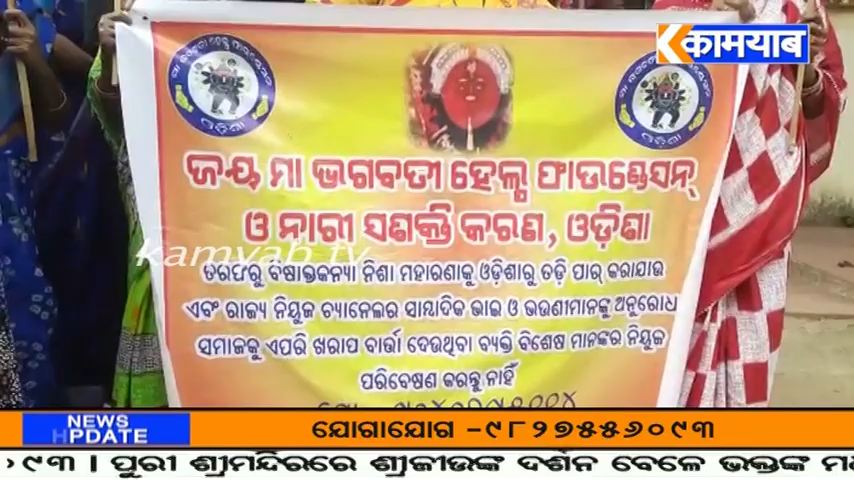 कामयाब
ଜୟ ମା ଭଗବତୀ ହେଲ୍ପ ଫାଉଣ୍ଡେସନ୍
ଓ ନାରୀ ସଶକ୍ତି କରଣ, ଓଡ଼ିଶା
kamyab tv
ତରଫରୁ ବିଷାକ୍ତକନ୍ୟା ନିଶା ମହାରଣାକୁ ଓଡ଼ିଶାରୁ ତଡ଼ି ପାର୍ କରାଯାଉ
ଏବଂ ରାଜ୍ୟ ନିୟୁଜ ଚ୍ୟାନେଲର ସାମ୍ବାଦିକ ଭାଇ ଓ ଭଉଣୀମାନଙ୍କୁ ଅନୁରୋଧ
ସମାଜକୁ ଏପରି ଖରାପ ବାର୍ତ୍ତା ଦେଉଥିବା ବ୍ୟକ୍ତି ବିଶେଷ ମାନଙ୍କର ନିୟୁଜ
ପରିବେଷଣ କରନ୍ତୁ ନାହିଁ
NEWS
UPDATE
ଯୋଗାଯୋଗ -୯୮୨୭୫୫୬୦୯୩
୦୯୩ । ପୁରୀ ଶ୍ରୀମନ୍ଦିରରେ ଶ୍ରୀଜୀଉଙ୍କ ଦର୍ଶନ ବେଳେ ଭକ୍ତଙ୍କ